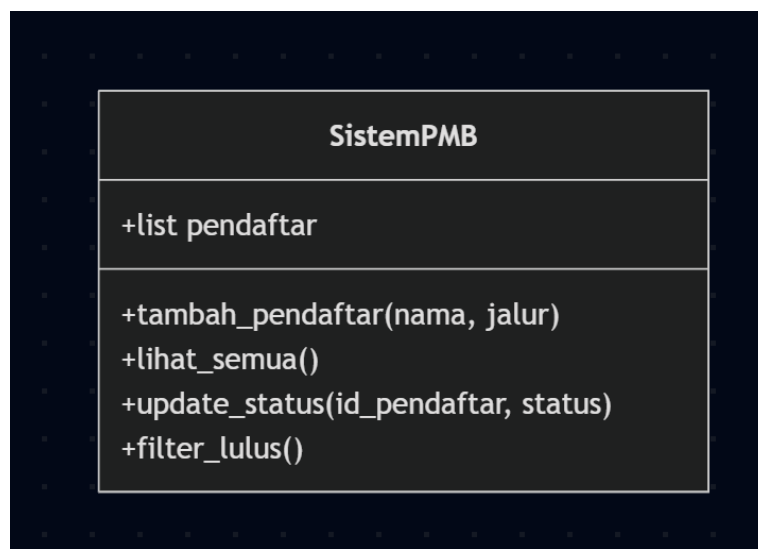 SistemPMB
+list pendaftar
+tambah_pendaftar(nama, jalur)
+lihat_semua()
+update_status(id_pendaftar, status)
+filter_lulus()